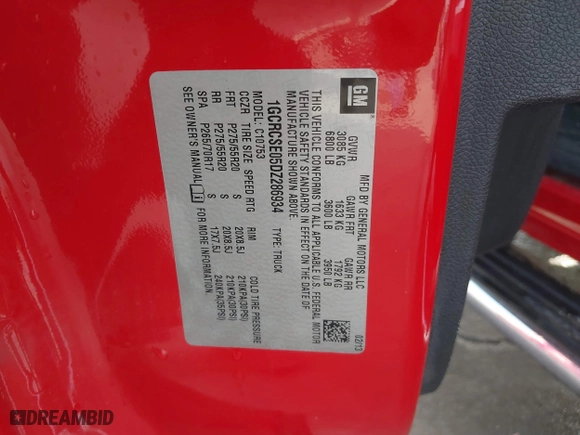 GM
MFD BY GENERAL MOTORS LLC
02/13
GVWR GAWR FRT GAWR RR
3085 KG 1633 KG 1792 KG
6800 LB 3600 LB 3950 LB
THIS VEHICLE CONFORMS TO ALL APPLICABLE U.S. FEDERAL MOTOR
VEHICLE SAFETY STANDARDS IN EFFECT ON THE DATE OF
MANUFACTURE SHOWN ABOVE.
1GCRCSE05DZ286934 TYPE: TRUCK
MODEL: C10753
CCZR TIRE SIZE SPEED RTG RIM COLD TIRE PRESSURE
FRT P275/55R20 S 20X8.5J 210KPA(30PSI)
RR P275/55R20 S 20X8.5J 210KPA(30PSI)
SPA P265/70R17 S 17X7.5J 240KPA(35PSI)
SEE OWNER'S MANUAL FOR MORE INFORMATION.
DREAMBID